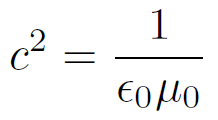 c² = 1 / ϵ₀μ₀